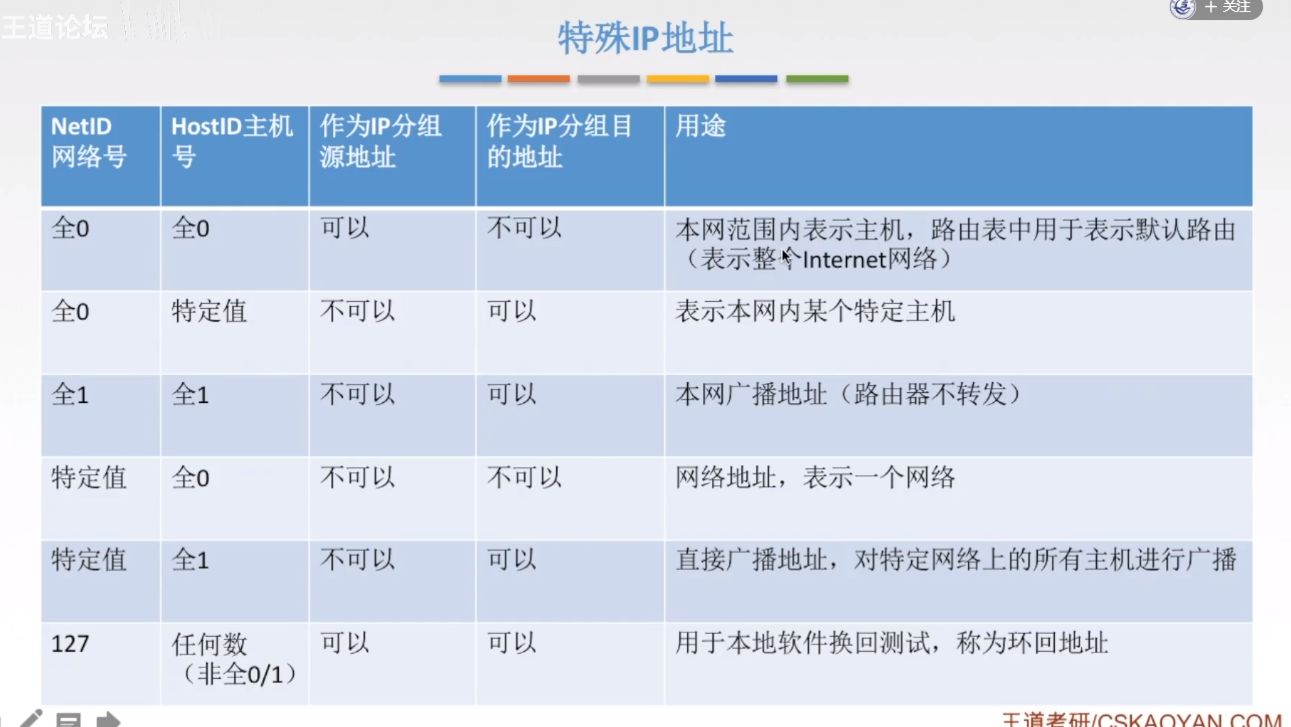 王道论坛
+ 关注
特殊IP地址
NetID
网络号
HostID主机
号
作为IP分组
源地址
作为IP分组目
的地址
用途
全0
全0
可以
不可以
本网范围内表示主机，路由表中用于表示默认路由
（表示整个Internet网络）
全0
特定值
不可以
可以
表示本网内某个特定主机
全1
全1
不可以
可以
本网广播地址（路由器不转发）
特定值
全0
不可以
不可以
网络地址，表示一个网络
特定值
全1
不可以
可以
直接广播地址，对特定网络上的所有主机进行广播
127
任何数
（非全0/1）
可以
可以
用于本地软件换回测试，称为环回地址
王道考研/CSKAOYAN.COM